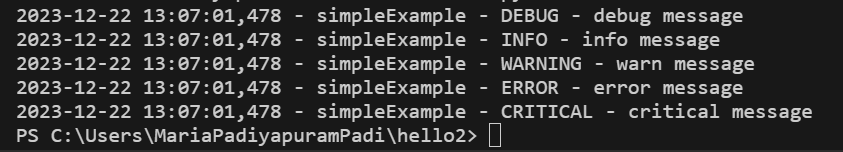 2023-12-22 13:07:01,478 - simpleExample - DEBUG - debug message
2023-12-22 13:07:01,478 - simpleExample - INFO - info message
2023-12-22 13:07:01,478 - simpleExample - WARNING - warn message
2023-12-22 13:07:01,478 - simpleExample - ERROR - error message
2023-12-22 13:07:01,478 - simpleExample - CRITICAL - critical message
PS C:\Users\MariaPadiyapuramPadi\hello2>